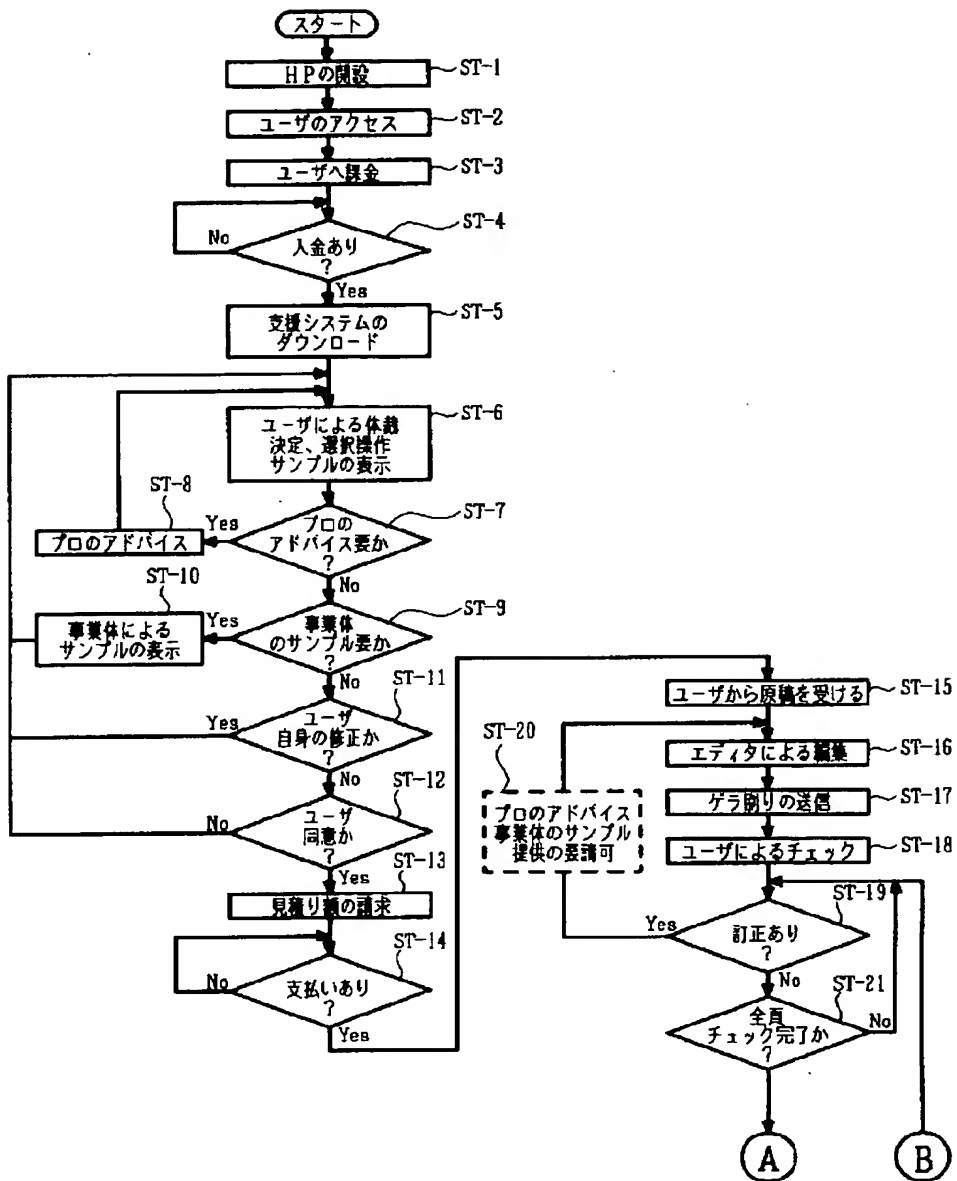 スタート
HPの開設
ST-1
ユーザのアクセス
ST-2
ユーザへ課金
ST-3
ST-4
No
入金あり
?
Yes
支援システムの
ダウンロード
ST-5
ST-6
ユーザによる体裁
決定、選択操作
サンプルの表示
ST-8
ST-7
Yes
プロの
アドバイス要か
?
プロのアドバイス
No
ST-10
ST-9
Yes
事業体
のサンプル要か
?
事業体による
サンプルの表示
No
ST-11
Yes
ユーザ
自身の修正か
?
No
ST-12
No
ユーザ
同意か
?
Yes
ST-13
見積り額の請求
ST-14
No
支払いあり
?
Yes
ユーザから原稿を受ける
ST-15
ST-20
エディタによる編集
ST-16
プロのアドバイス
事業体のサンプル
提供の要請可
ゲラ刷りの送信
ST-17
ユーザによるチェック
ST-18
ST-19
Yes
訂正あり
?
No
ST-21
全頁
チェック完了か
?
No
A
B